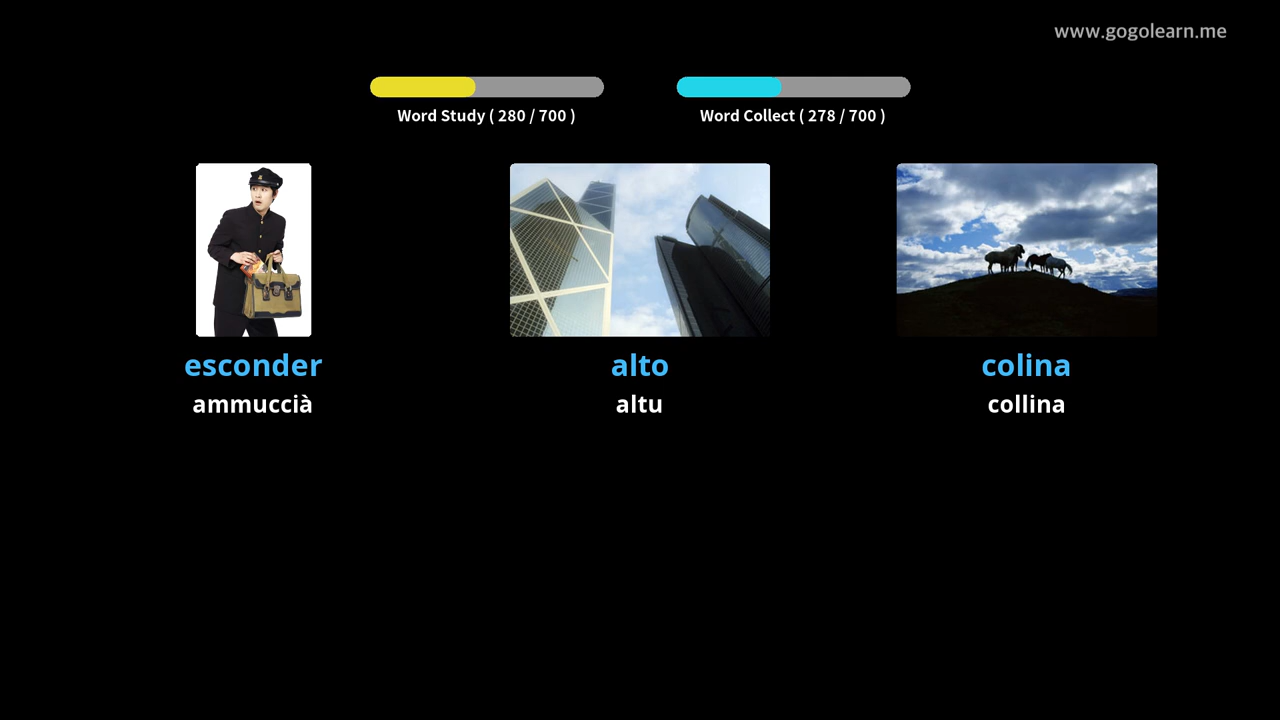 www.gogolearn.me
Word Study ( 280 / 700 )
Word Collect ( 278 / 700 )
esconder
alto
colina
ammuccià
altu
collina